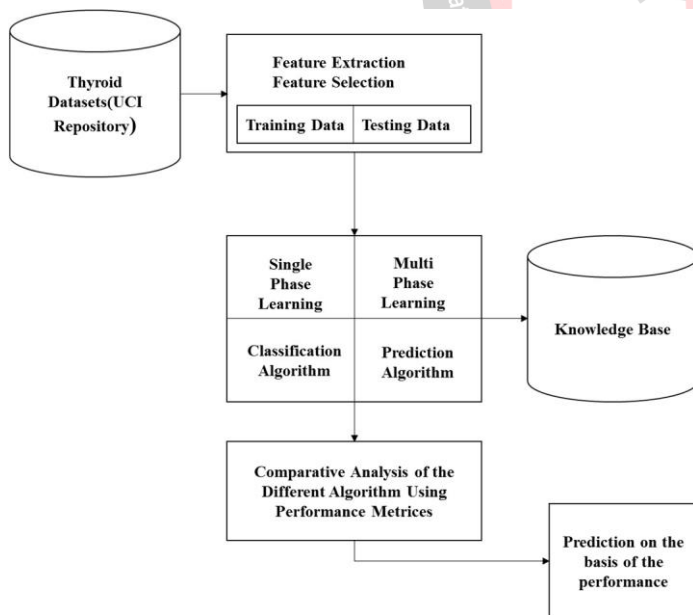 Thyroid
Datasets(UCI
Repository)
Feature Extraction
Feature Selection
Training Data
Testing Data
Single
Phase
Learning
Multi
Phase
Learning
Classification
Algorithm
Prediction
Algorithm
Knowledge Base
Comparative Analysis of the
Different Algorithm Using
Performance Metrices
Prediction on the
basis of the
performance